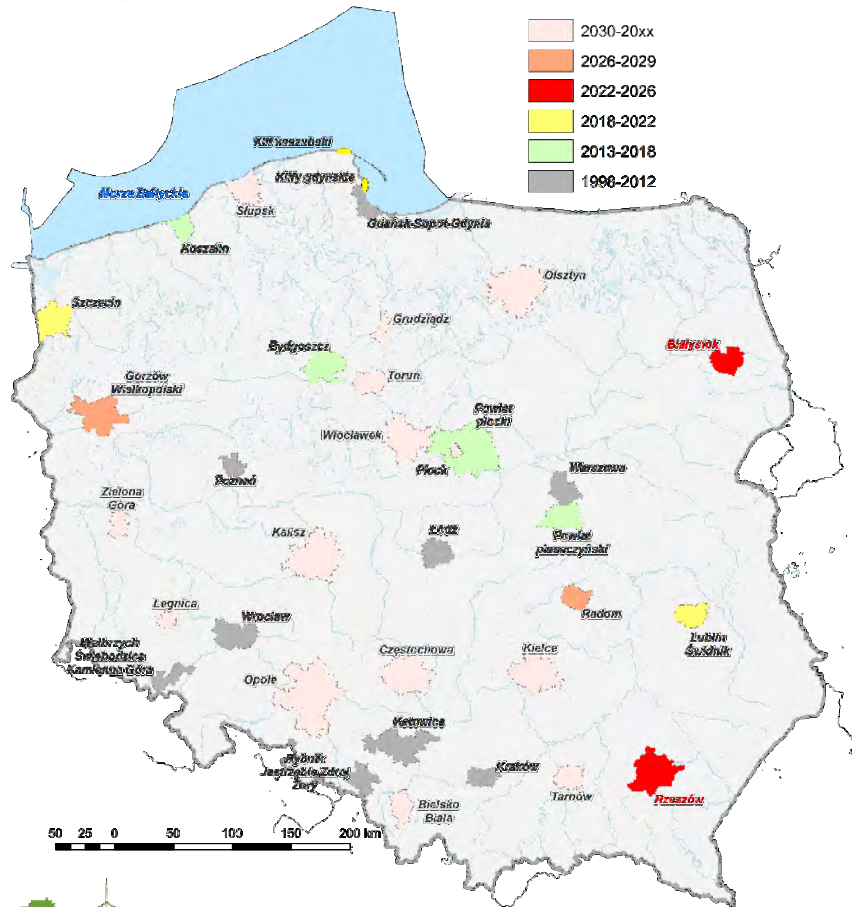 2030-20xx
2026-2029
2022-2026
2018-2022
2013-2018
1998-2012
Klif kaszubski
Klify gdyńskie
Morze Bałtyckie
Słupsk
Gdańsk-Sopot-Gdynia
Koszalin
Olsztyn
Szczecin
Grudziądz
Białystok
Bydgoszcz
Gorzów
Wielkopolski
Toruń
Powiat
płocki
Włocławek
Płock
Warszawa
Poznań
Zielona
Góra
Łódź
Kalisz
Powiat
piaseczyński
Legnica
Wrocław
Radom
Lublin
Świdnik
Wałbrzych
Świebodzice
Kamienna Góra
Częstochowa
Kielce
Opole
Katowice
Rybnik
Jastrzębie Zdrój
Żory
Kraków
Tarnów
Rzeszów
Bielsko
Biała
50 25 0 50 100 150 200 km